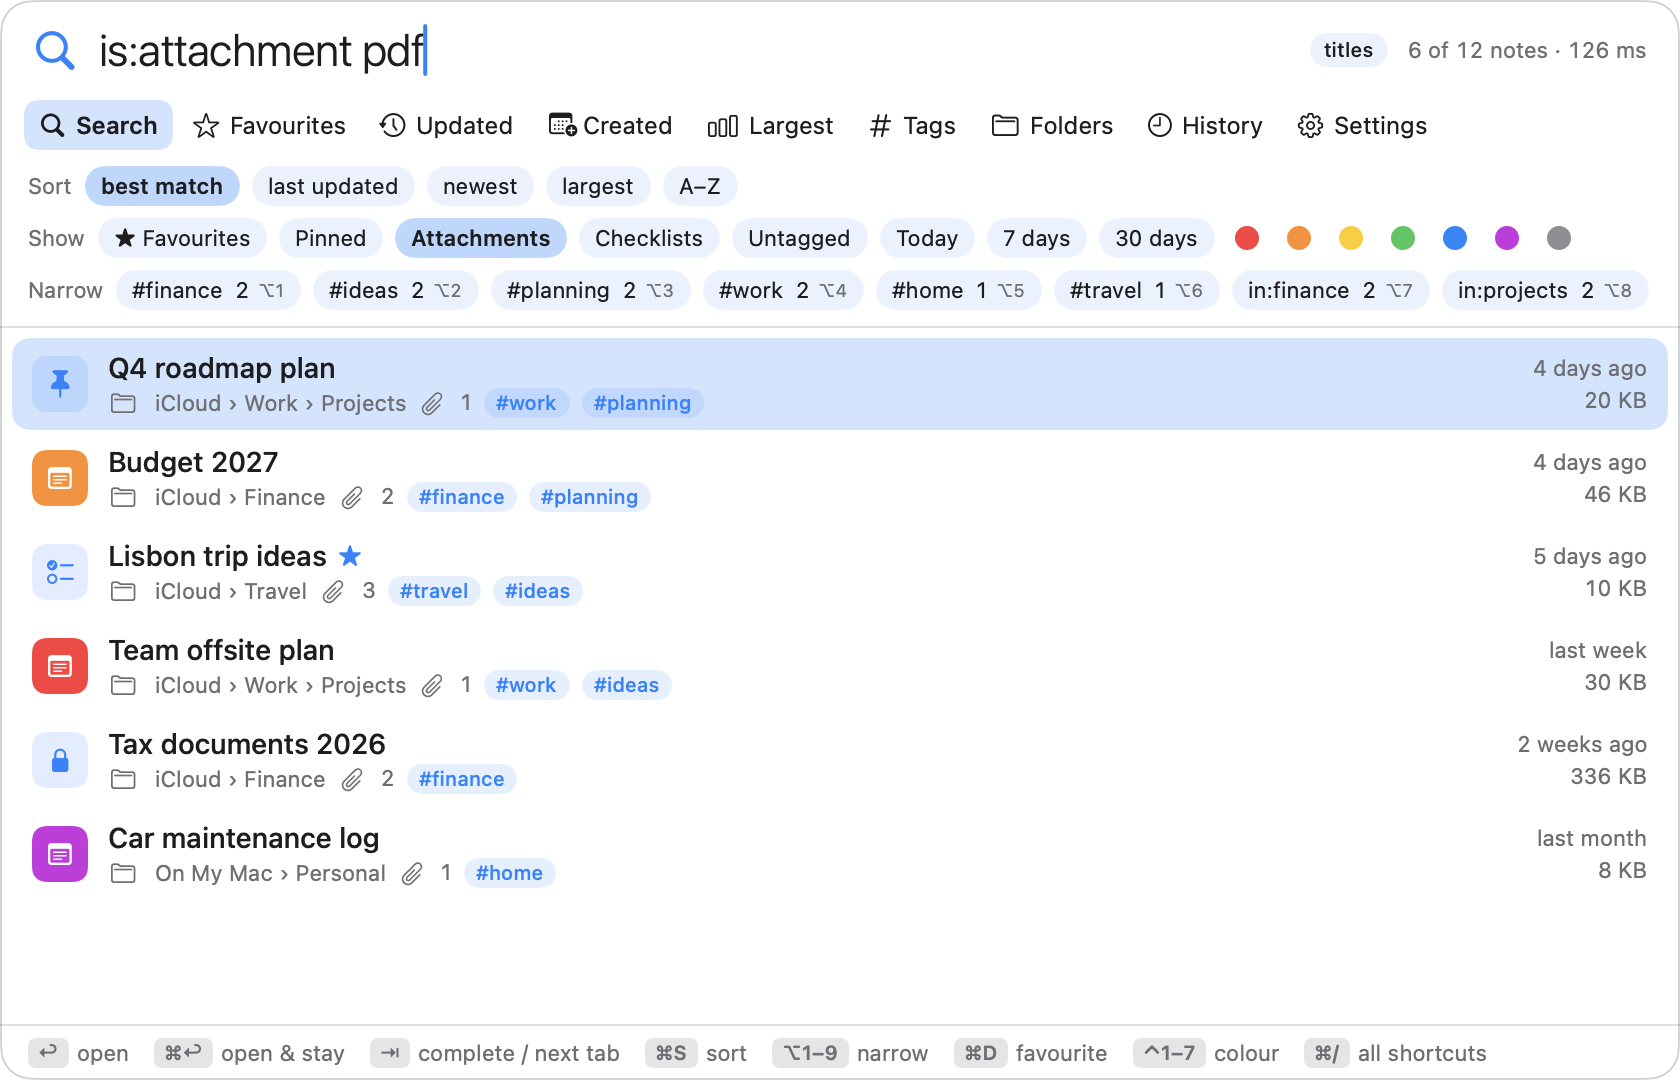 is:attachment pdf titles 6 of 12 notes · 126 ms
Search Favourites Updated Created Largest # Tags Folders History Settings
Sort best match last updated newest largest A–Z
Show ★ Favourites Pinned Attachments Checklists Untagged Today 7 days 30 days
Narrow #finance 2 ⌥1 #ideas 2 ⌥2 #planning 2 ⌥3 #work 2 ⌥4 #home 1 ⌥5 #travel 1 ⌥6 in:finance 2 ⌥7 in:projects 2 ⌥8
Q4 roadmap plan 4 days ago
iCloud › Work › Projects 1 #work #planning 20 KB
Budget 2027 4 days ago
iCloud › Finance 2 #finance #planning 46 KB
Lisbon trip ideas ★ 5 days ago
iCloud › Travel 3 #travel #ideas 10 KB
Team offsite plan last week
iCloud › Work › Projects 1 #work #ideas 30 KB
Tax documents 2026 2 weeks ago
iCloud › Finance 2 #finance 336 KB
Car maintenance log last month
On My Mac › Personal 1 #home 8 KB
↩ open ⌘↩ open & stay ⇥ complete / next tab ⌘S sort ⌥1–9 narrow ⌘D favourite ^1–7 colour ⌘/ all shortcuts